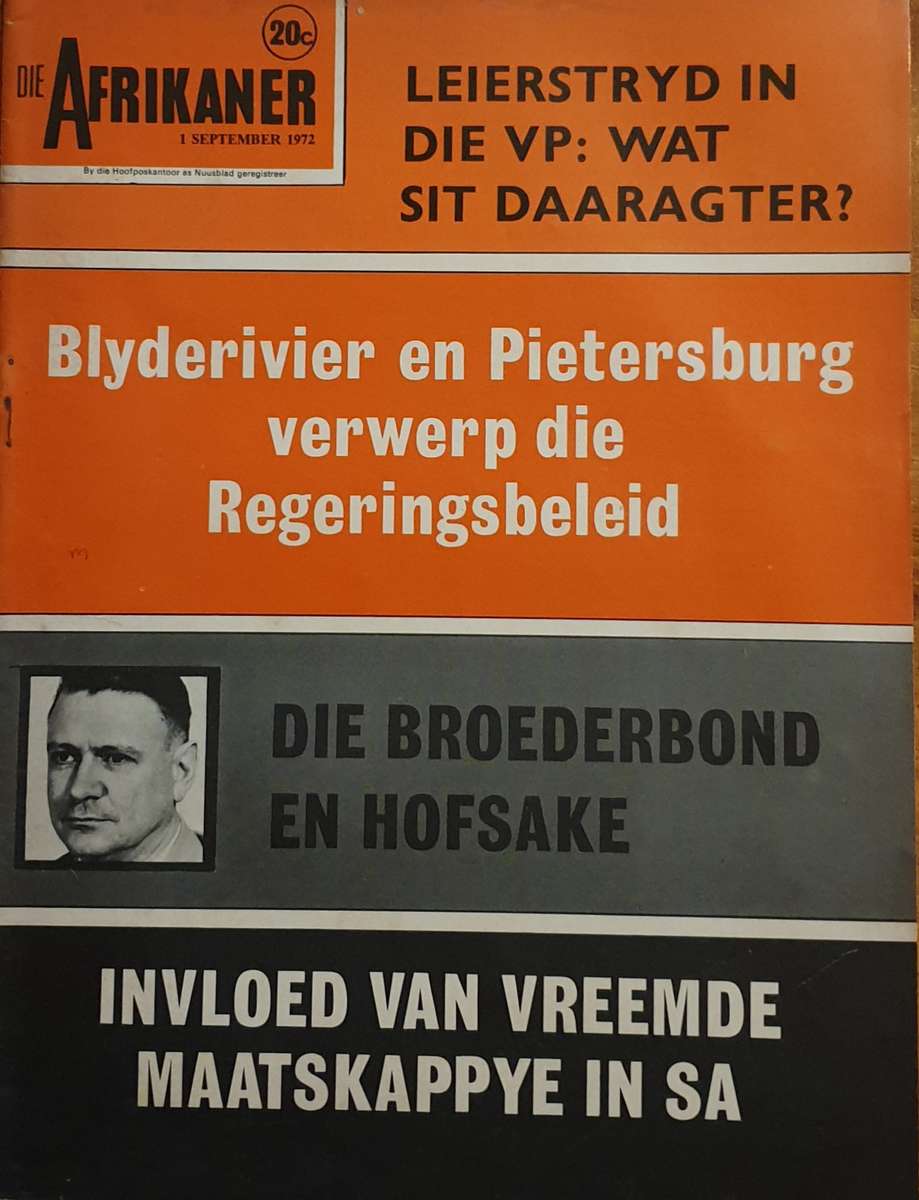 20c
DIE AFRIKANER
1 SEPTEMBER 1972
By die Hoofposkantoor as Nuusblad geregistreer
LEIERSTRYD IN
DIE VP: WAT
SIT DAARAGTER?
Blyderivier en Pietersburg
verwerp die
Regeringsbeleid
DIE BROEDERBOND
EN HOFSAKE
INVLOED VAN VREEMDE
MAATSKAPPYE IN SA